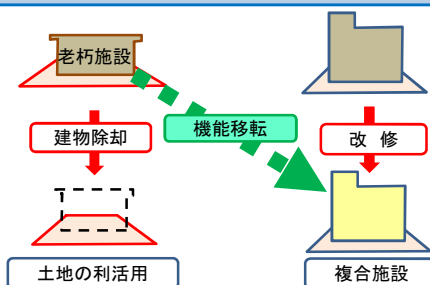 老朽施設
建物除却
機能移転
改 修
土地の利活用
複合施設